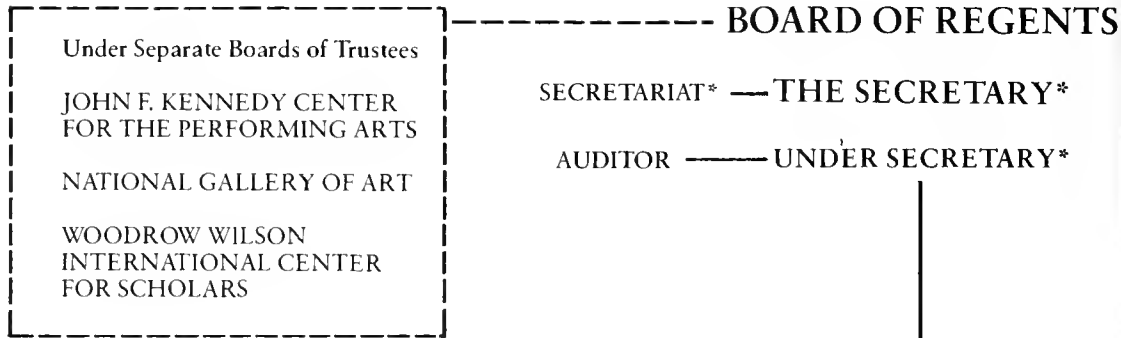 Under Separate Boards of Trustees
JOHN F. KENNEDY CENTER
FOR THE PERFORMING ARTS
NATIONAL GALLERY OF ART
WOODROW WILSON
INTERNATIONAL CENTER
FOR SCHOLARS
BOARD OF REGENTS
SECRETARIAT* — THE SECRETARY*
AUDITOR — UNDER SECRETARY*